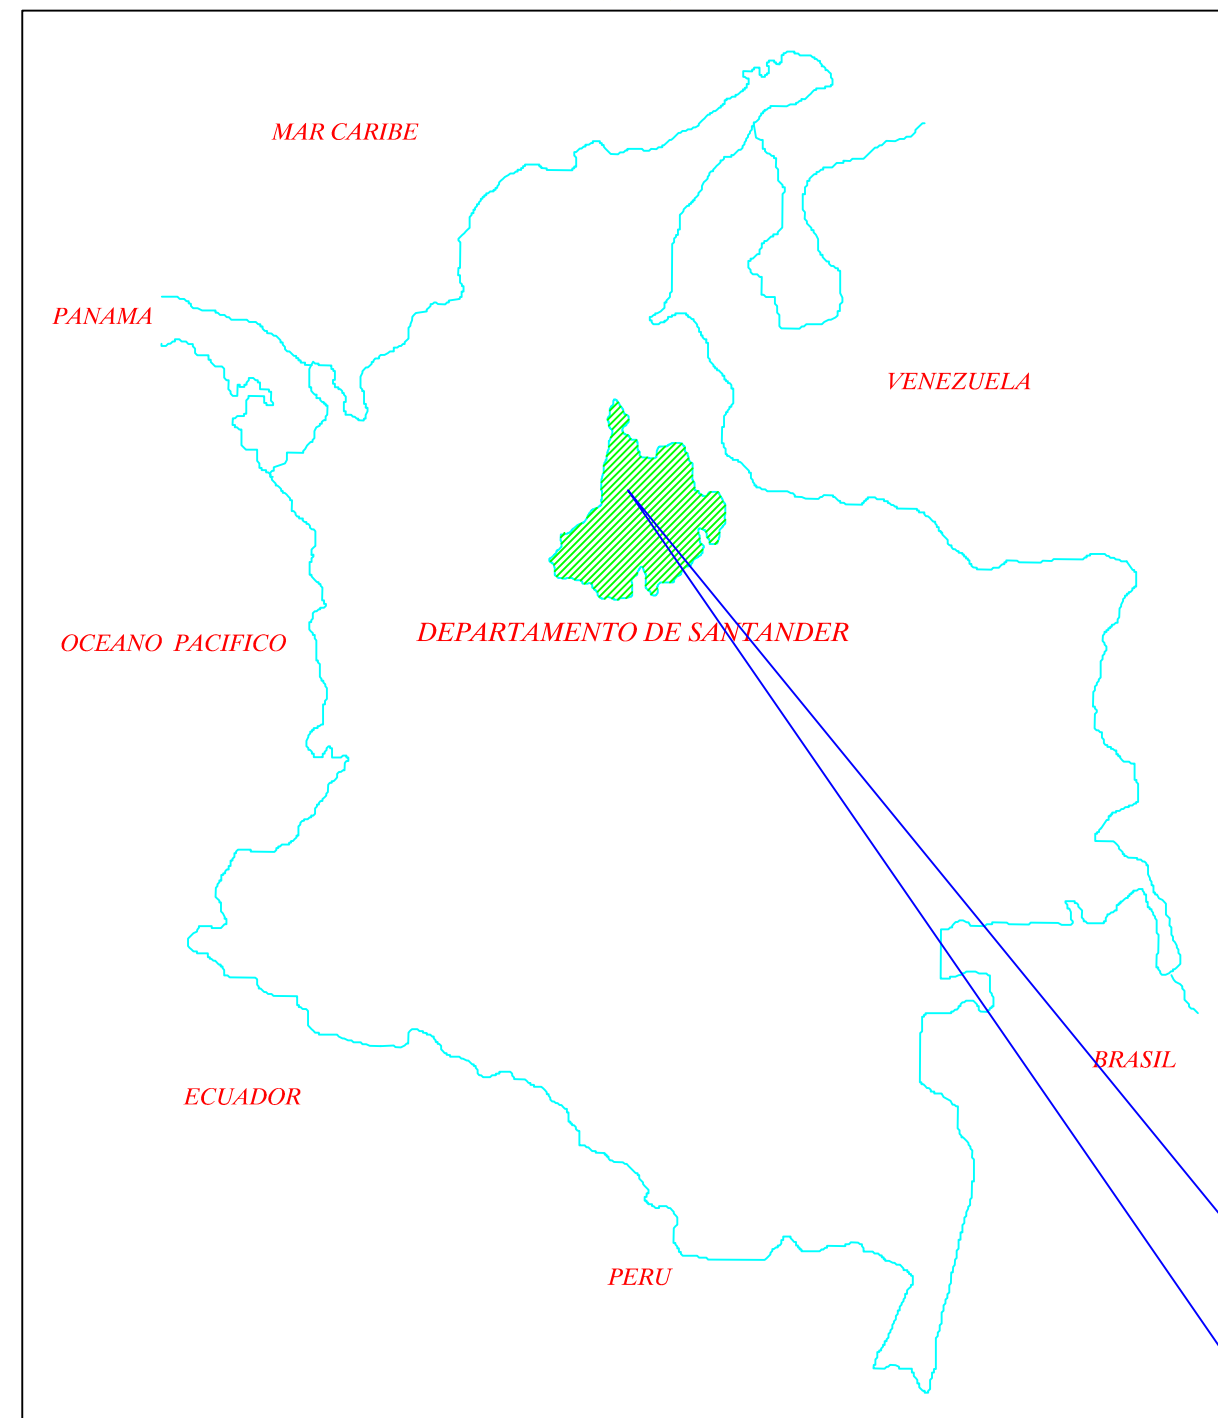 MAR CARIBE
PANAMA
VENEZUELA
DEPARTAMENTO DE SANTANDER
OCEANO PACIFICO
BRASIL
ECUADOR
PERU